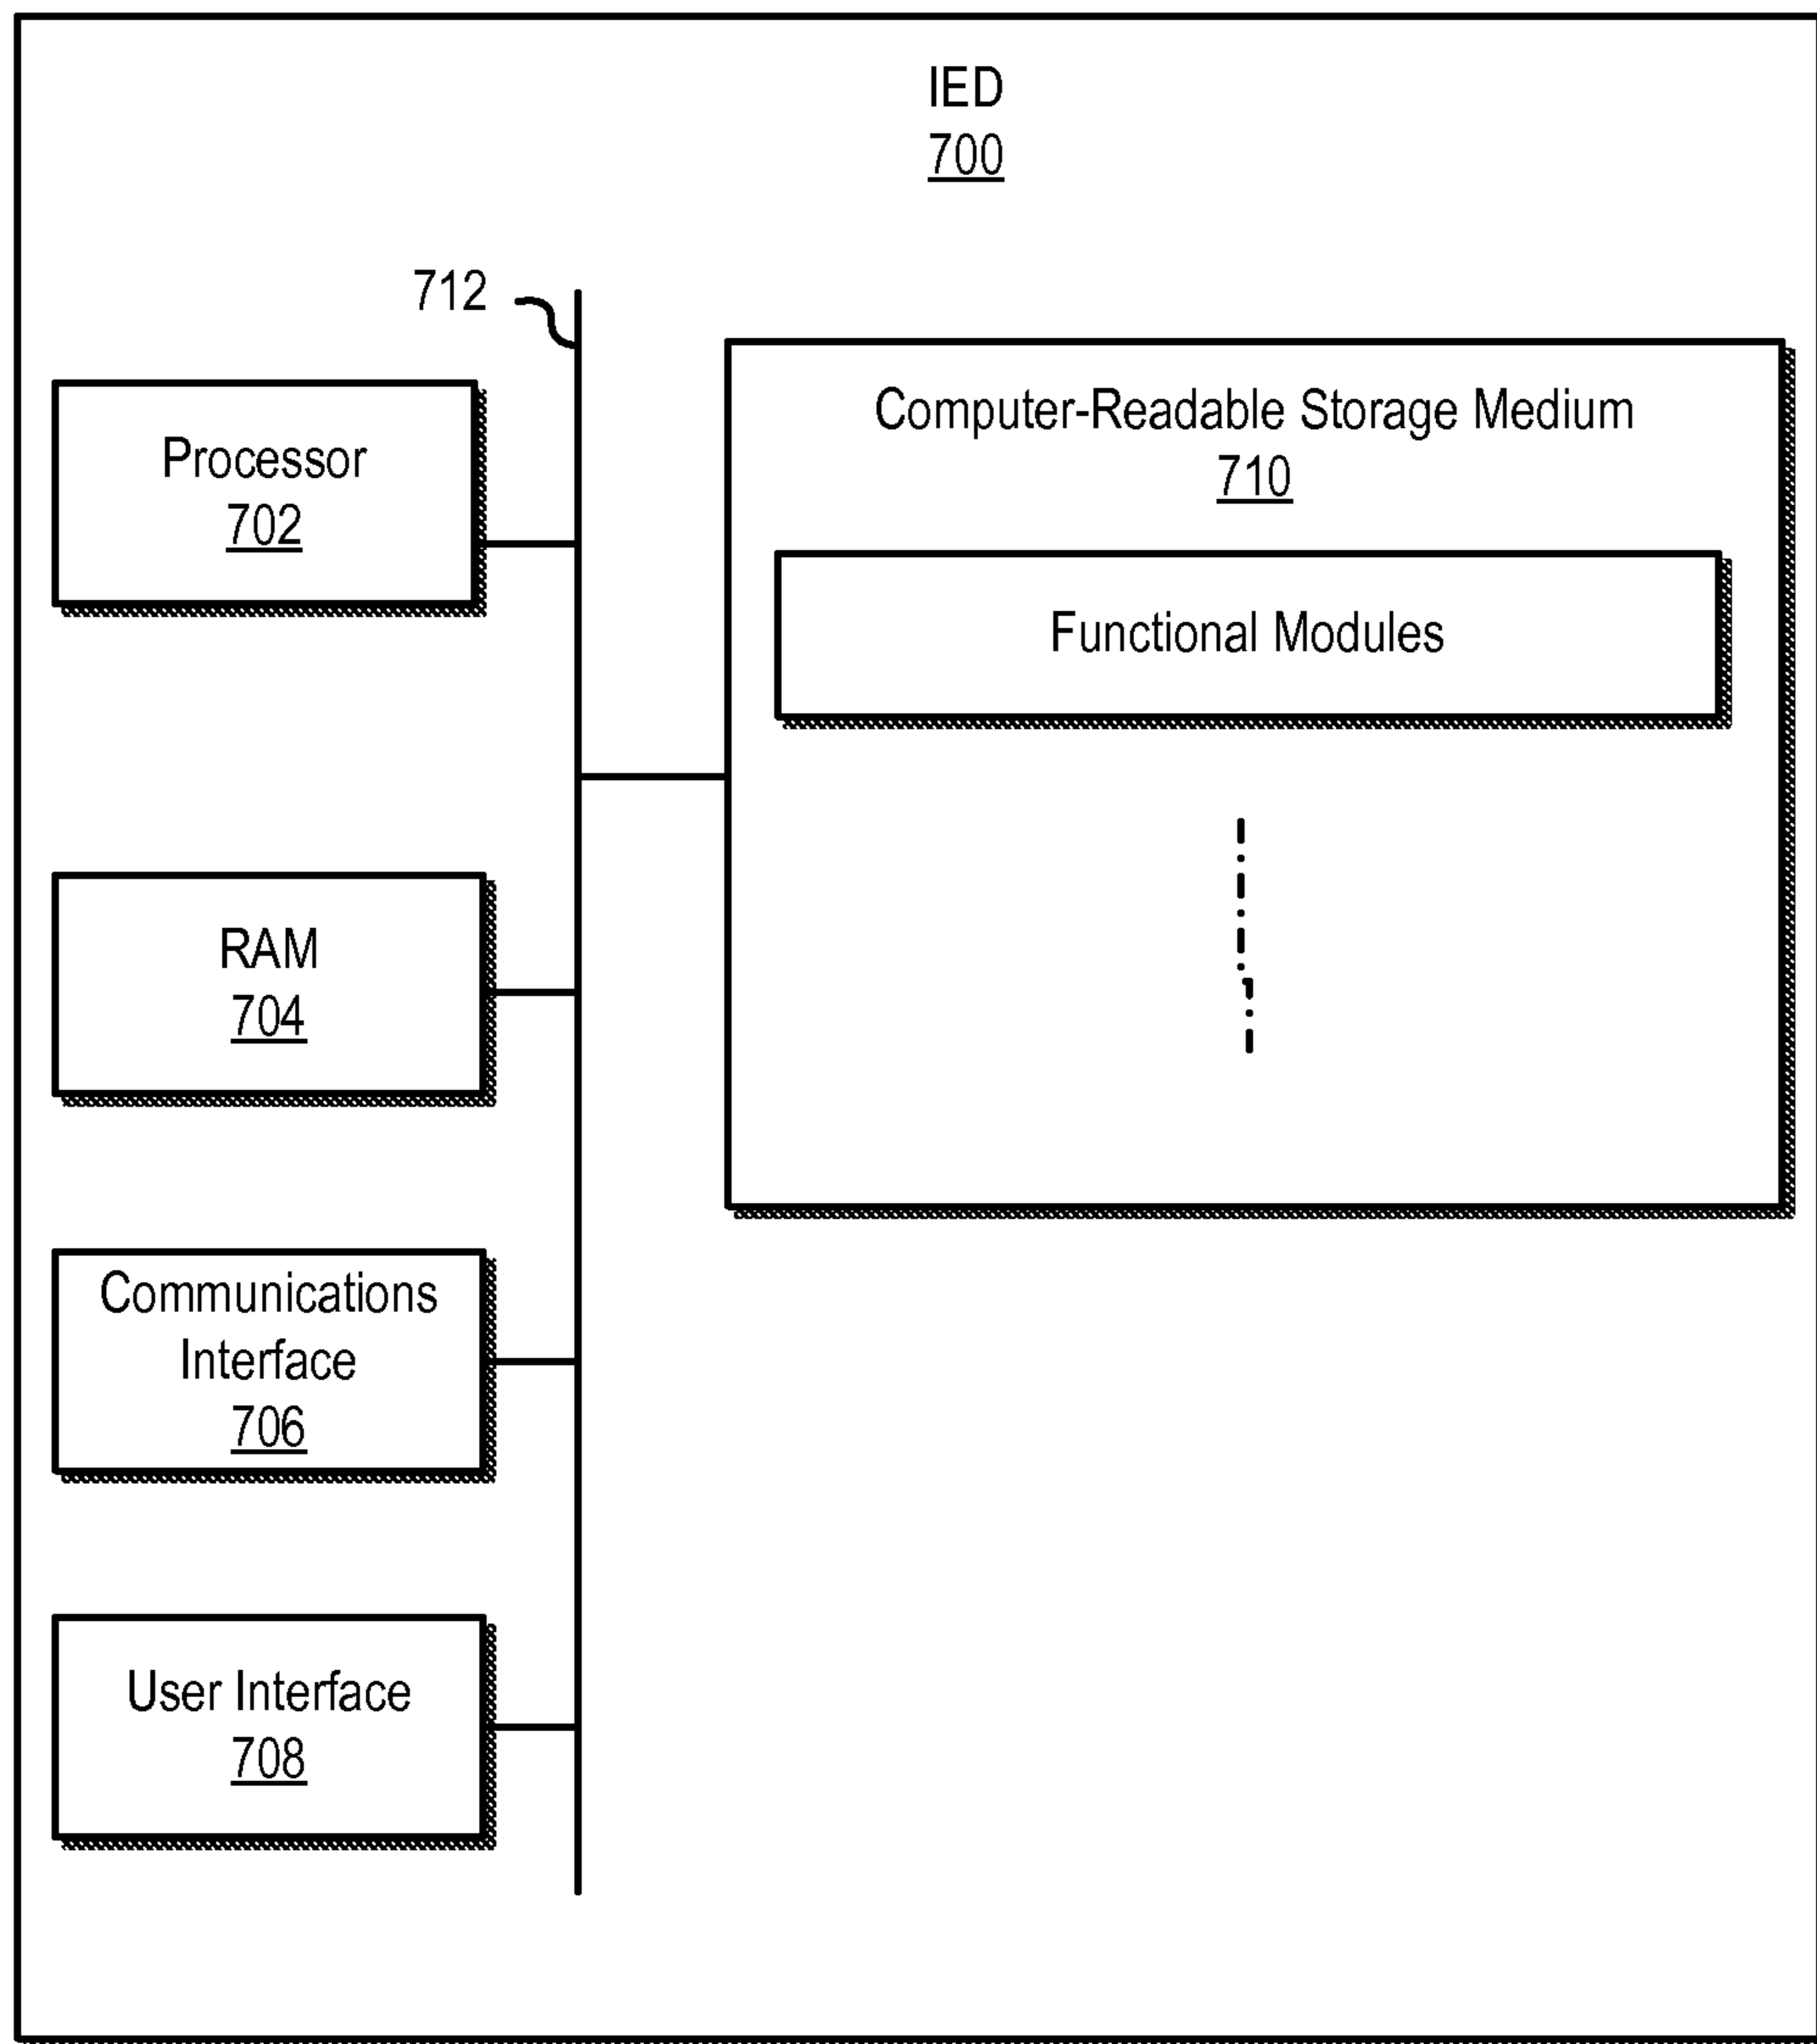 IED
700
712
Processor
702
Computer-Readable Storage Medium
710
Functional Modules
RAM
704
Communications
Interface
706
User Interface
708